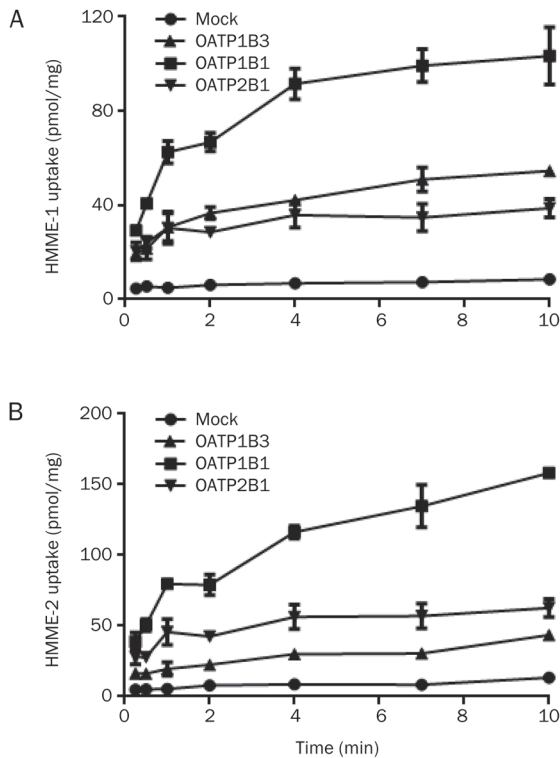 A
HMME-1 uptake (pmol/mg)
120
80
40
0
Mock
OATP1B3
OATP1B1
OATP2B1
0 2 4 6 8 10
B
HMME-2 uptake (pmol/mg)
200
150
100
50
0
Mock
OATP1B3
OATP1B1
OATP2B1
0 2 4 6 8 10
Time (min)